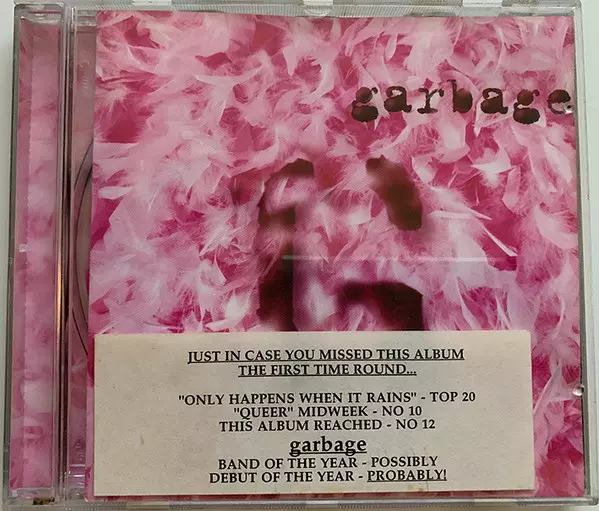 garbage
JUST IN CASE YOU MISSED THIS ALBUM
THE FIRST TIME ROUND...
"ONLY HAPPENS WHEN IT RAINS" - TOP 20
"QUEER" MIDWEEK - NO 10
THIS ALBUM REACHED - NO 12
garbage
BAND OF THE YEAR - POSSIBLY
DEBUT OF THE YEAR - PROBABLY!